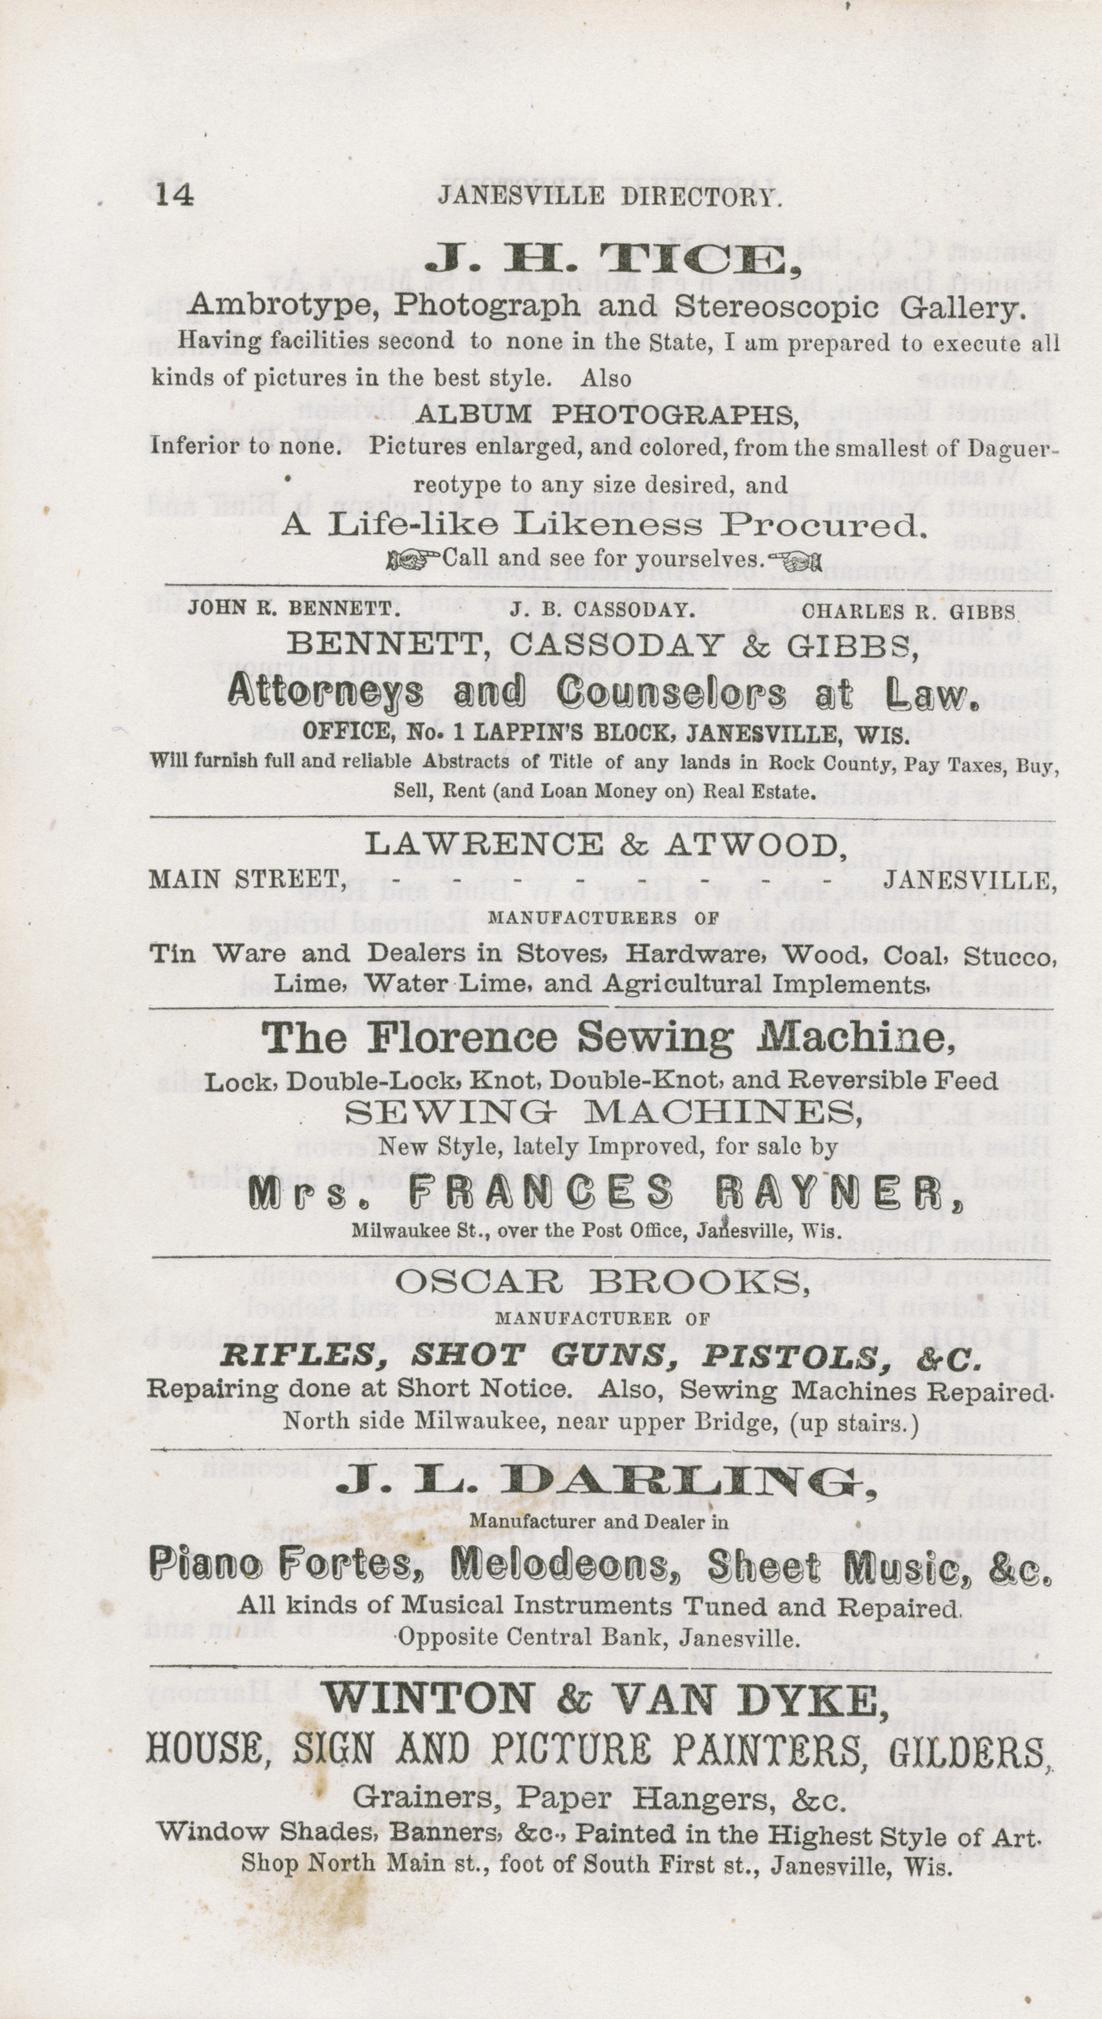 14 JANESVILLE DIRECTORY.
J. H. TICE,
Ambrotype, Photograph and Stereoscopic Gallery.
Having facilities second to none in the State, I am prepared to execute all
kinds of pictures in the best style. Also
ALBUM PHOTOGRAPHS,
Inferior to none. Pictures enlarged, and colored, from the smallest of Daguer-
reotype to any size desired, and
A Life-like Likeness Procured.
☞Call and see for yourselves.☜
JOHN R. BENNETT. J. B. CASSODAY. CHARLES R. GIBBS
BENNETT, CASSODAY & GIBBS,
Attorneys and Counselors at Law.
OFFICE, No. 1 LAPPIN'S BLOCK, JANESVILLE, WIS.
Will furnish full and reliable Abstracts of Title of any lands in Rock County, Pay Taxes, Buy,
Sell, Rent (and Loan Money on) Real Estate.
LAWRENCE & ATWOOD,
MAIN STREET, - - - - - - - - JANESVILLE,
MANUFACTURERS OF
Tin Ware and Dealers in Stoves, Hardware, Wood, Coal, Stucco,
Lime, Water Lime, and Agricultural Implements.
The Florence Sewing Machine,
Lock, Double-Lock, Knot, Double-Knot, and Reversible Feed
SEWING MACHINES,
New Style, lately Improved, for sale by
Mrs. FRANCES RAYNER,
Milwaukee St., over the Post Office, Janesville, Wis.
OSCAR BROOKS,
MANUFACTURER OF
RIFLES, SHOT GUNS, PISTOLS, &C.
Repairing done at Short Notice. Also, Sewing Machines Repaired.
North side Milwaukee, near upper Bridge, (up stairs.)
J. L. DARLING,
Manufacturer and Dealer in
Piano Fortes, Melodeons, Sheet Music, &c.
All kinds of Musical Instruments Tuned and Repaired.
Opposite Central Bank, Janesville.
WINTON & VAN DYKE,
HOUSE, SIGN AND PICTURE PAINTERS, GILDERS,
Grainers, Paper Hangers, &c.
Window Shades, Banners, &c., Painted in the Highest Style of Art.
Shop North Main st., foot of South First st., Janesville, Wis.